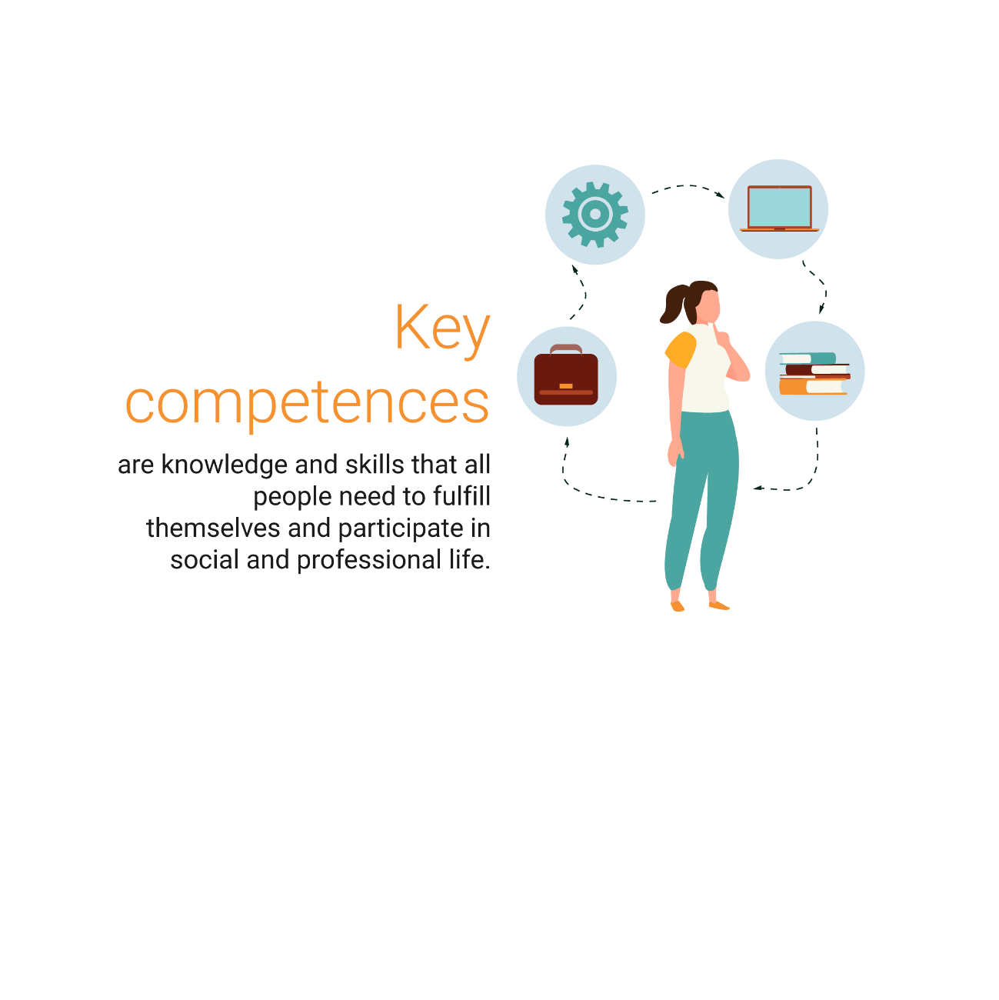 Key
competences
are knowledge and skills that all
people need to fulfill
themselves and participate in
social and professional life.